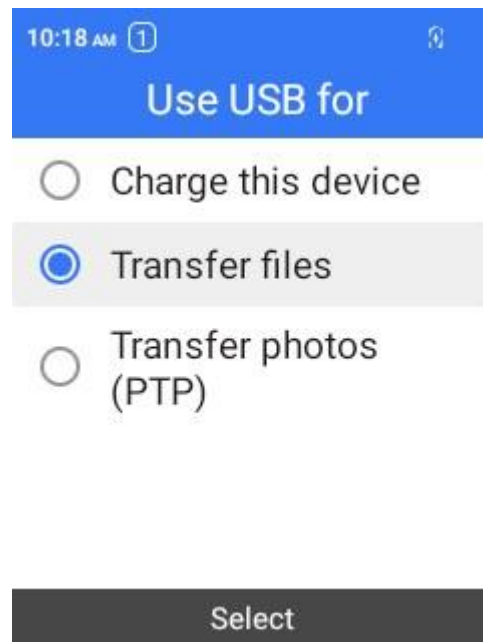 10:18 AM 1
Use USB for
Charge this device
Transfer files
Transfer photos
(PTP)
Select